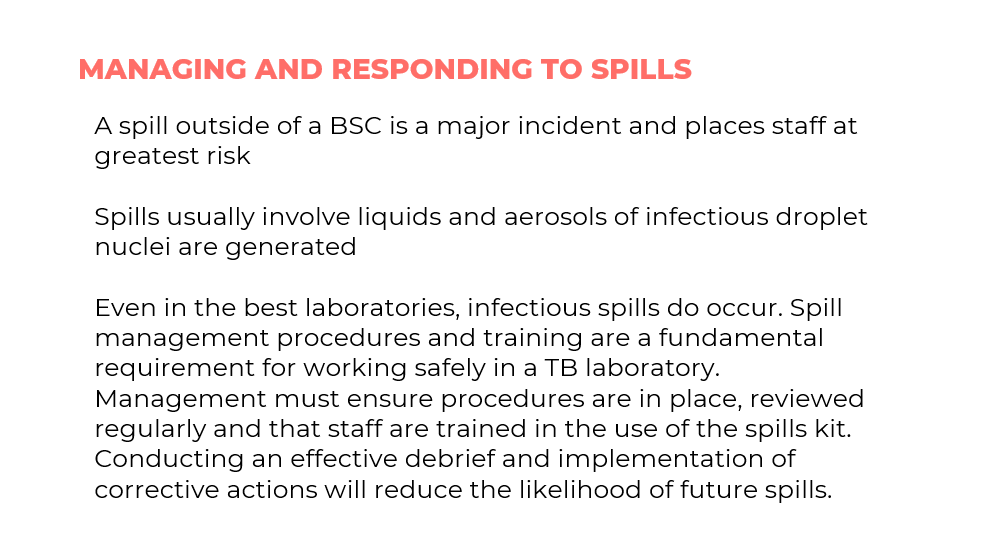 MANAGING AND RESPONDING TO SPILLS
A spill outside of a BSC is a major incident and places staff at
greatest risk
Spills usually involve liquids and aerosols of infectious droplet
nuclei are generated
Even in the best laboratories, infectious spills do occur. Spill
management procedures and training are a fundamental
requirement for working safely in a TB laboratory.
Management must ensure procedures are in place, reviewed
regularly and that staff are trained in the use of the spills kit.
Conducting an effective debrief and implementation of
corrective actions will reduce the likelihood of future spills.